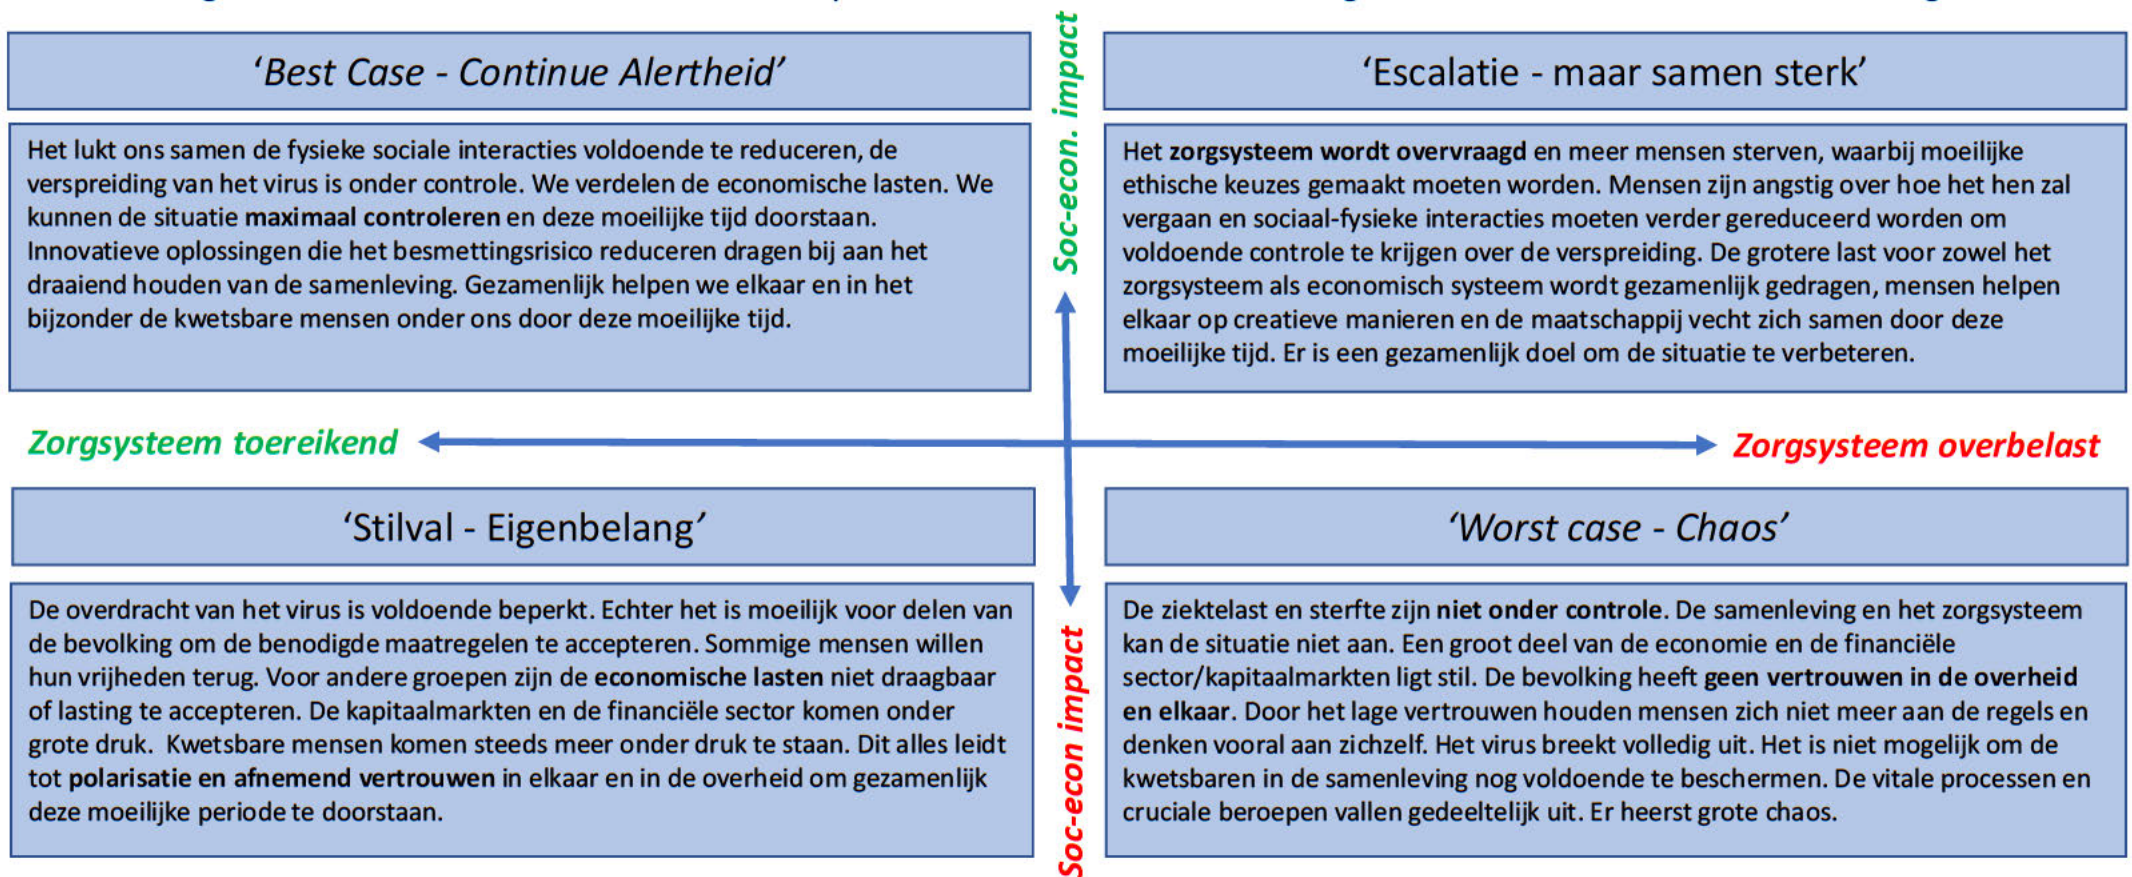 ‘Best Case - Continue Alertheid’
Het lukt ons samen de fysieke sociale interacties voldoende te reduceren, de
verspreiding van het virus is onder controle. We verdelen de economische lasten. We
kunnen de situatie maximaal controleren en deze moeilijke tijd doorstaan.
Innovatieve oplossingen die het besmettingsrisico reduceren dragen bij aan het
draaiend houden van de samenleving. Gezamenlijk helpen we elkaar en in het
bijzonder de kwetsbare mensen onder ons door deze moeilijke tijd.
Soc-econ. impact
‘Escalatie - maar samen sterk’
Het zorgsysteem wordt overvraagd en meer mensen sterven, waarbij moeilijke
ethische keuzes gemaakt moeten worden. Mensen zijn angstig over hoe het hen zal
vergaan en sociaal-fysieke interacties moeten verder gereduceerd worden om
voldoende controle te krijgen over de verspreiding. De grotere last voor zowel het
zorgsysteem als economisch systeem wordt gezamenlijk gedragen, mensen helpen
elkaar op creatieve manieren en de maatschappij vecht zich samen door deze
moeilijke tijd. Er is een gezamenlijk doel om de situatie te verbeteren.
Zorgsysteem toereikend
Zorgsysteem overbelast
‘Stilval - Eigenbelang’
De overdracht van het virus is voldoende beperkt. Echter het is moeilijk voor delen van
de bevolking om de benodigde maatregelen te accepteren. Sommige mensen willen
hun vrijheden terug. Voor andere groepen zijn de economische lasten niet draagbaar
of lasting te accepteren. De kapitaalmarkten en de financiële sector komen onder
grote druk. Kwetsbare mensen komen steeds meer onder druk te staan. Dit alles leidt
tot polarisatie en afnemend vertrouwen in elkaar en in de overheid om gezamenlijk
deze moeilijke periode te doorstaan.
Soc-econ impact
‘Worst case - Chaos’
De ziektelast en sterfte zijn niet onder controle. De samenleving en het zorgsysteem
kan de situatie niet aan. Een groot deel van de economie en de financiële
sector/kapitaalmarkten ligt stil. De bevolking heeft geen vertrouwen in de overheid
en elkaar. Door het lage vertrouwen houden mensen zich niet meer aan de regels en
denken vooral aan zichzelf. Het virus breekt volledig uit. Het is niet mogelijk om de
kwetsbaren in de samenleving nog voldoende te beschermen. De vitale processen en
cruciale beroepen vallen gedeeltelijk uit. Er heerst grote chaos.